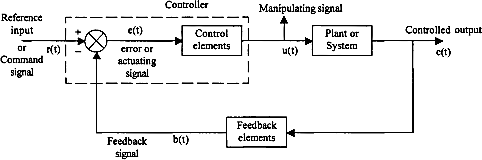 Controller
Manipulating signal
Reference
input
or
Command
signal
r(t)
+
−
e(t)
error or
actuating
signal
Control
elements
u(t)
Plant or
System
Controlled output
c(t)
Feedback
signal
b(t)
Feedback
elements